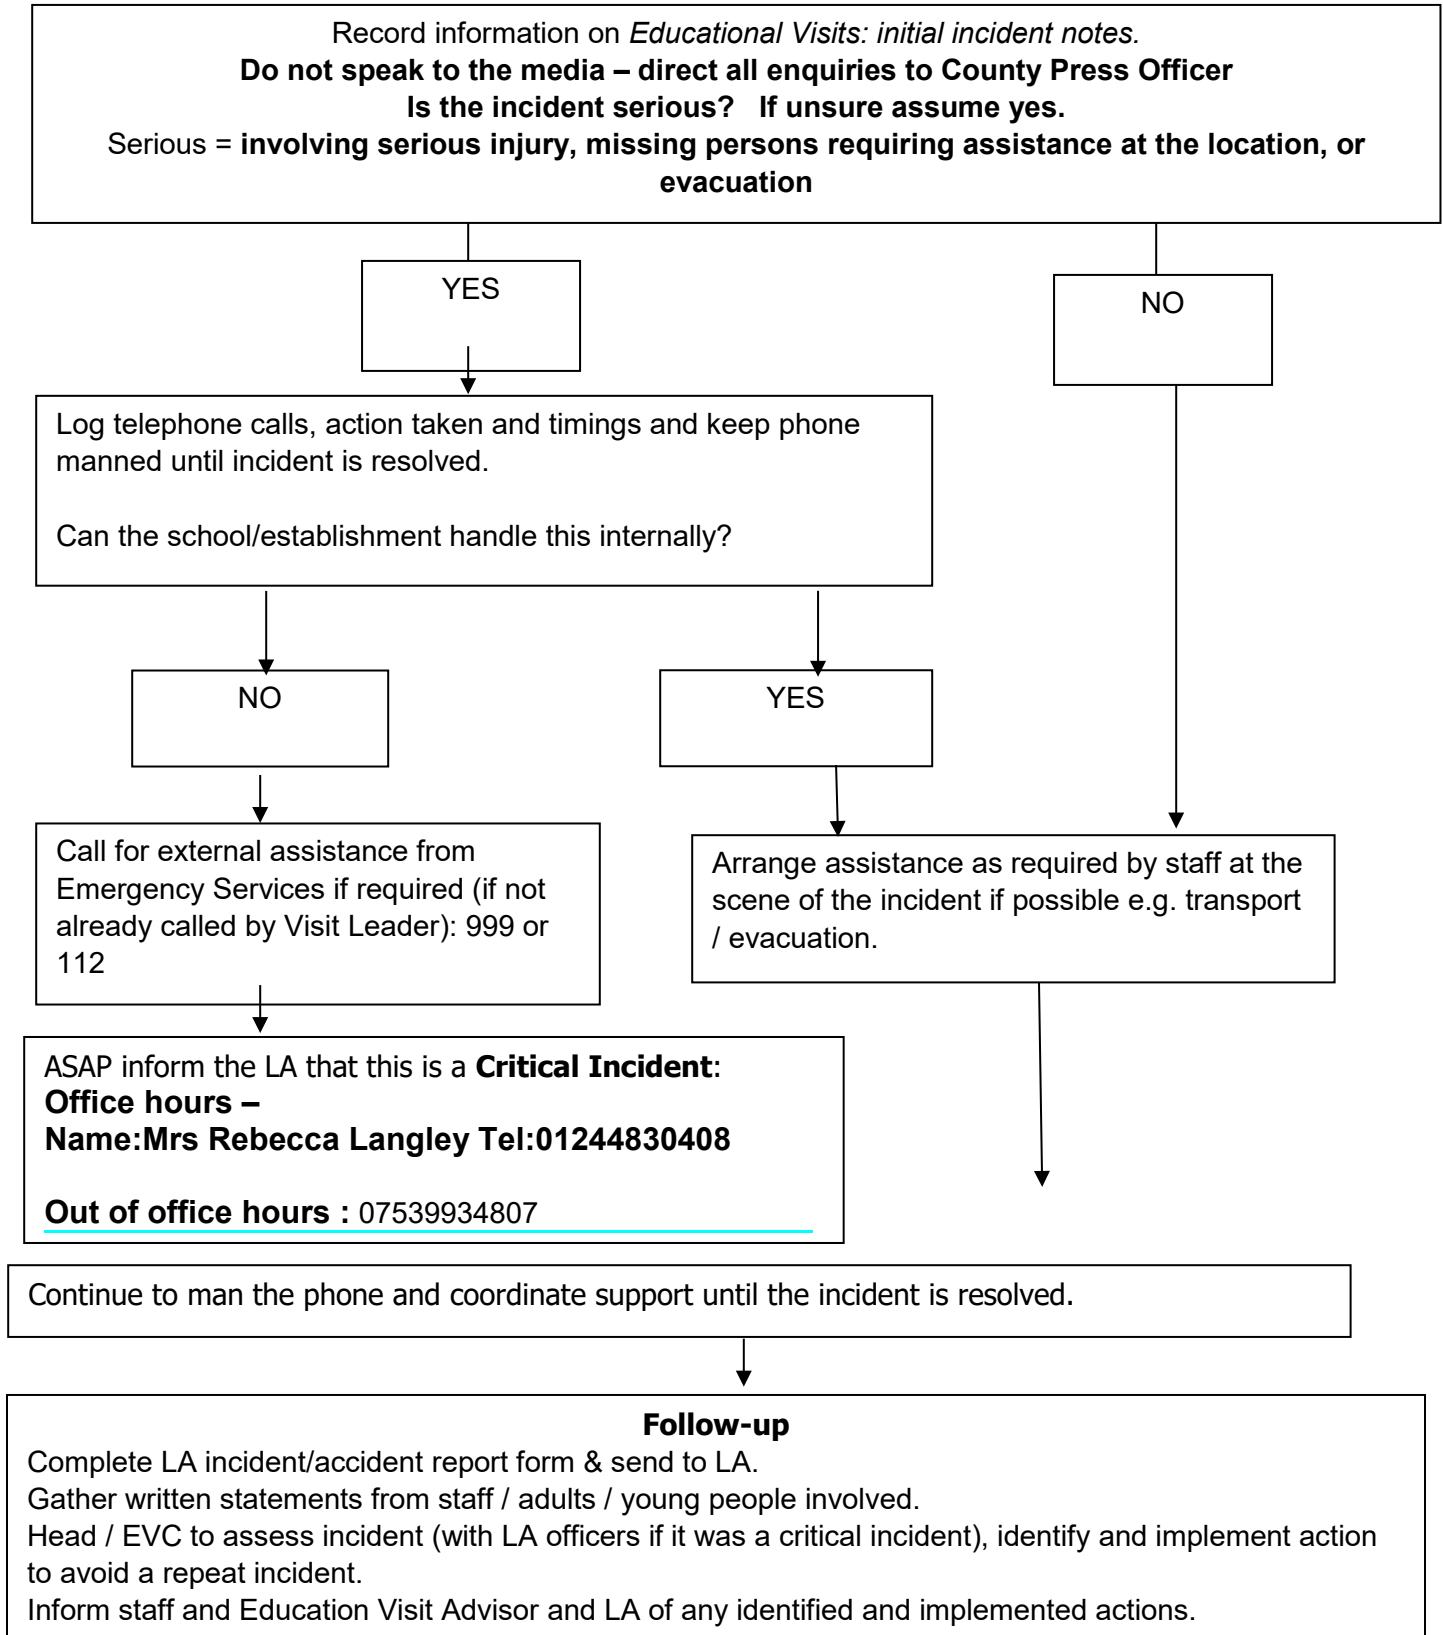 Record information on Educational Visits: initial incident notes.
Do not speak to the media – direct all enquiries to County Press Officer
Is the incident serious? If unsure assume yes.
Serious = involving serious injury, missing persons requiring assistance at the location, or
evacuation
YES
NO
Log telephone calls, action taken and timings and keep phone
manned until incident is resolved.
Can the school/establishment handle this internally?
NO
YES
Call for external assistance from
Emergency Services if required (if not
already called by Visit Leader): 999 or
112
Arrange assistance as required by staff at the
scene of the incident if possible e.g. transport
/ evacuation.
ASAP inform the LA that this is a Critical Incident:
Office hours –
Name:Mrs Rebecca Langley Tel:01244830408
Out of office hours : 07539934807
Continue to man the phone and coordinate support until the incident is resolved.
Follow-up
Complete LA incident/accident report form & send to LA.
Gather written statements from staff / adults / young people involved.
Head / EVC to assess incident (with LA officers if it was a critical incident), identify and implement action
to avoid a repeat incident.
Inform staff and Education Visit Advisor and LA of any identified and implemented actions.